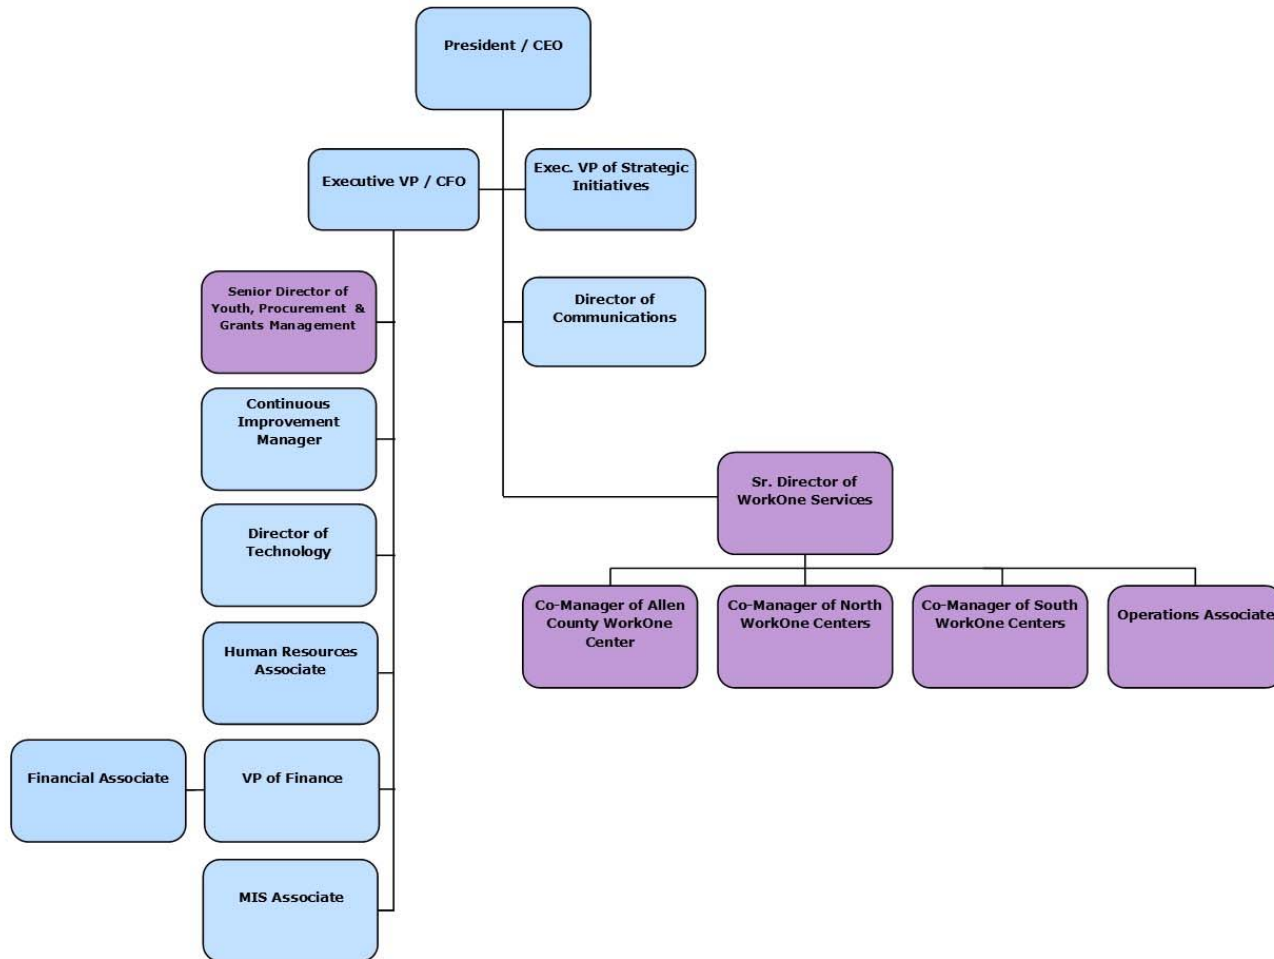 President / CEO
Executive VP / CFO
Exec. VP of Strategic
Initiatives
Senior Director of
Youth, Procurement &
Grants Management
Director of
Communications
Continuous
Improvement
Manager
Sr. Director of
WorkOne Services
Director of
Technology
Co-Manager of Allen
County WorkOne
Center
Co-Manager of North
WorkOne Centers
Co-Manager of South
WorkOne Centers
Operations Associate
Human Resources
Associate
Financial Associate
VP of Finance
MIS Associate